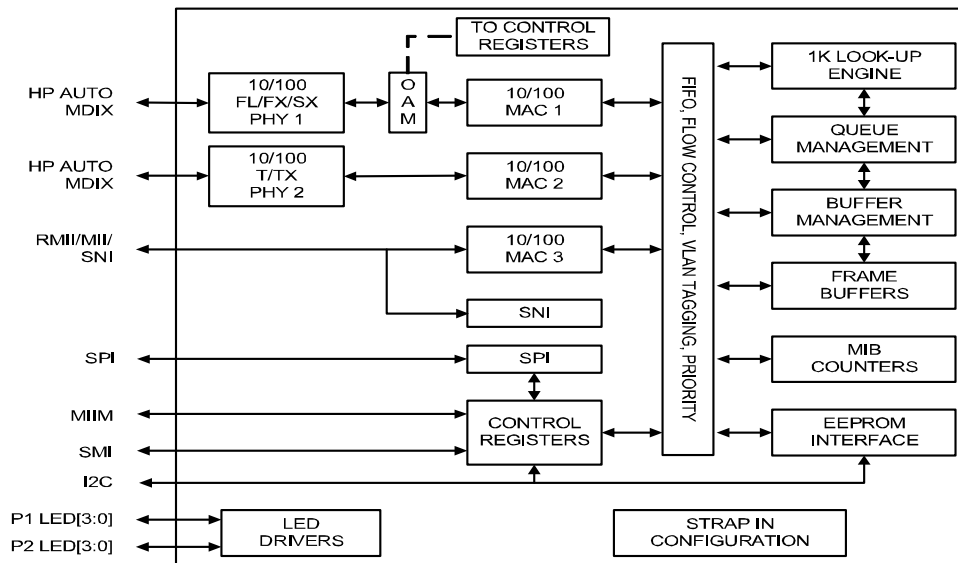 TO CONTROL
REGISTERS
HP AUTO
MDIX
10/100
FL/FX/SX
PHY 1
OAM
10/100
MAC 1
1K LOOK-UP
ENGINE
HP AUTO
MDIX
10/100
T/TX
PHY 2
10/100
MAC 2
QUEUE
MANAGEMENT
RMII/MII/
SNI
10/100
MAC 3
BUFFER
MANAGEMENT
FIFO, FLOW CONTROL, VLAN TAGGING, PRIORITY
FRAME
BUFFERS
SNI
SPI
SPI
MIB
COUNTERS
MIIM
SMI
CONTROL
REGISTERS
EEPROM
INTERFACE
I2C
P1 LED[3:0]
P2 LED[3:0]
LED
DRIVERS
STRAP IN
CONFIGURATION